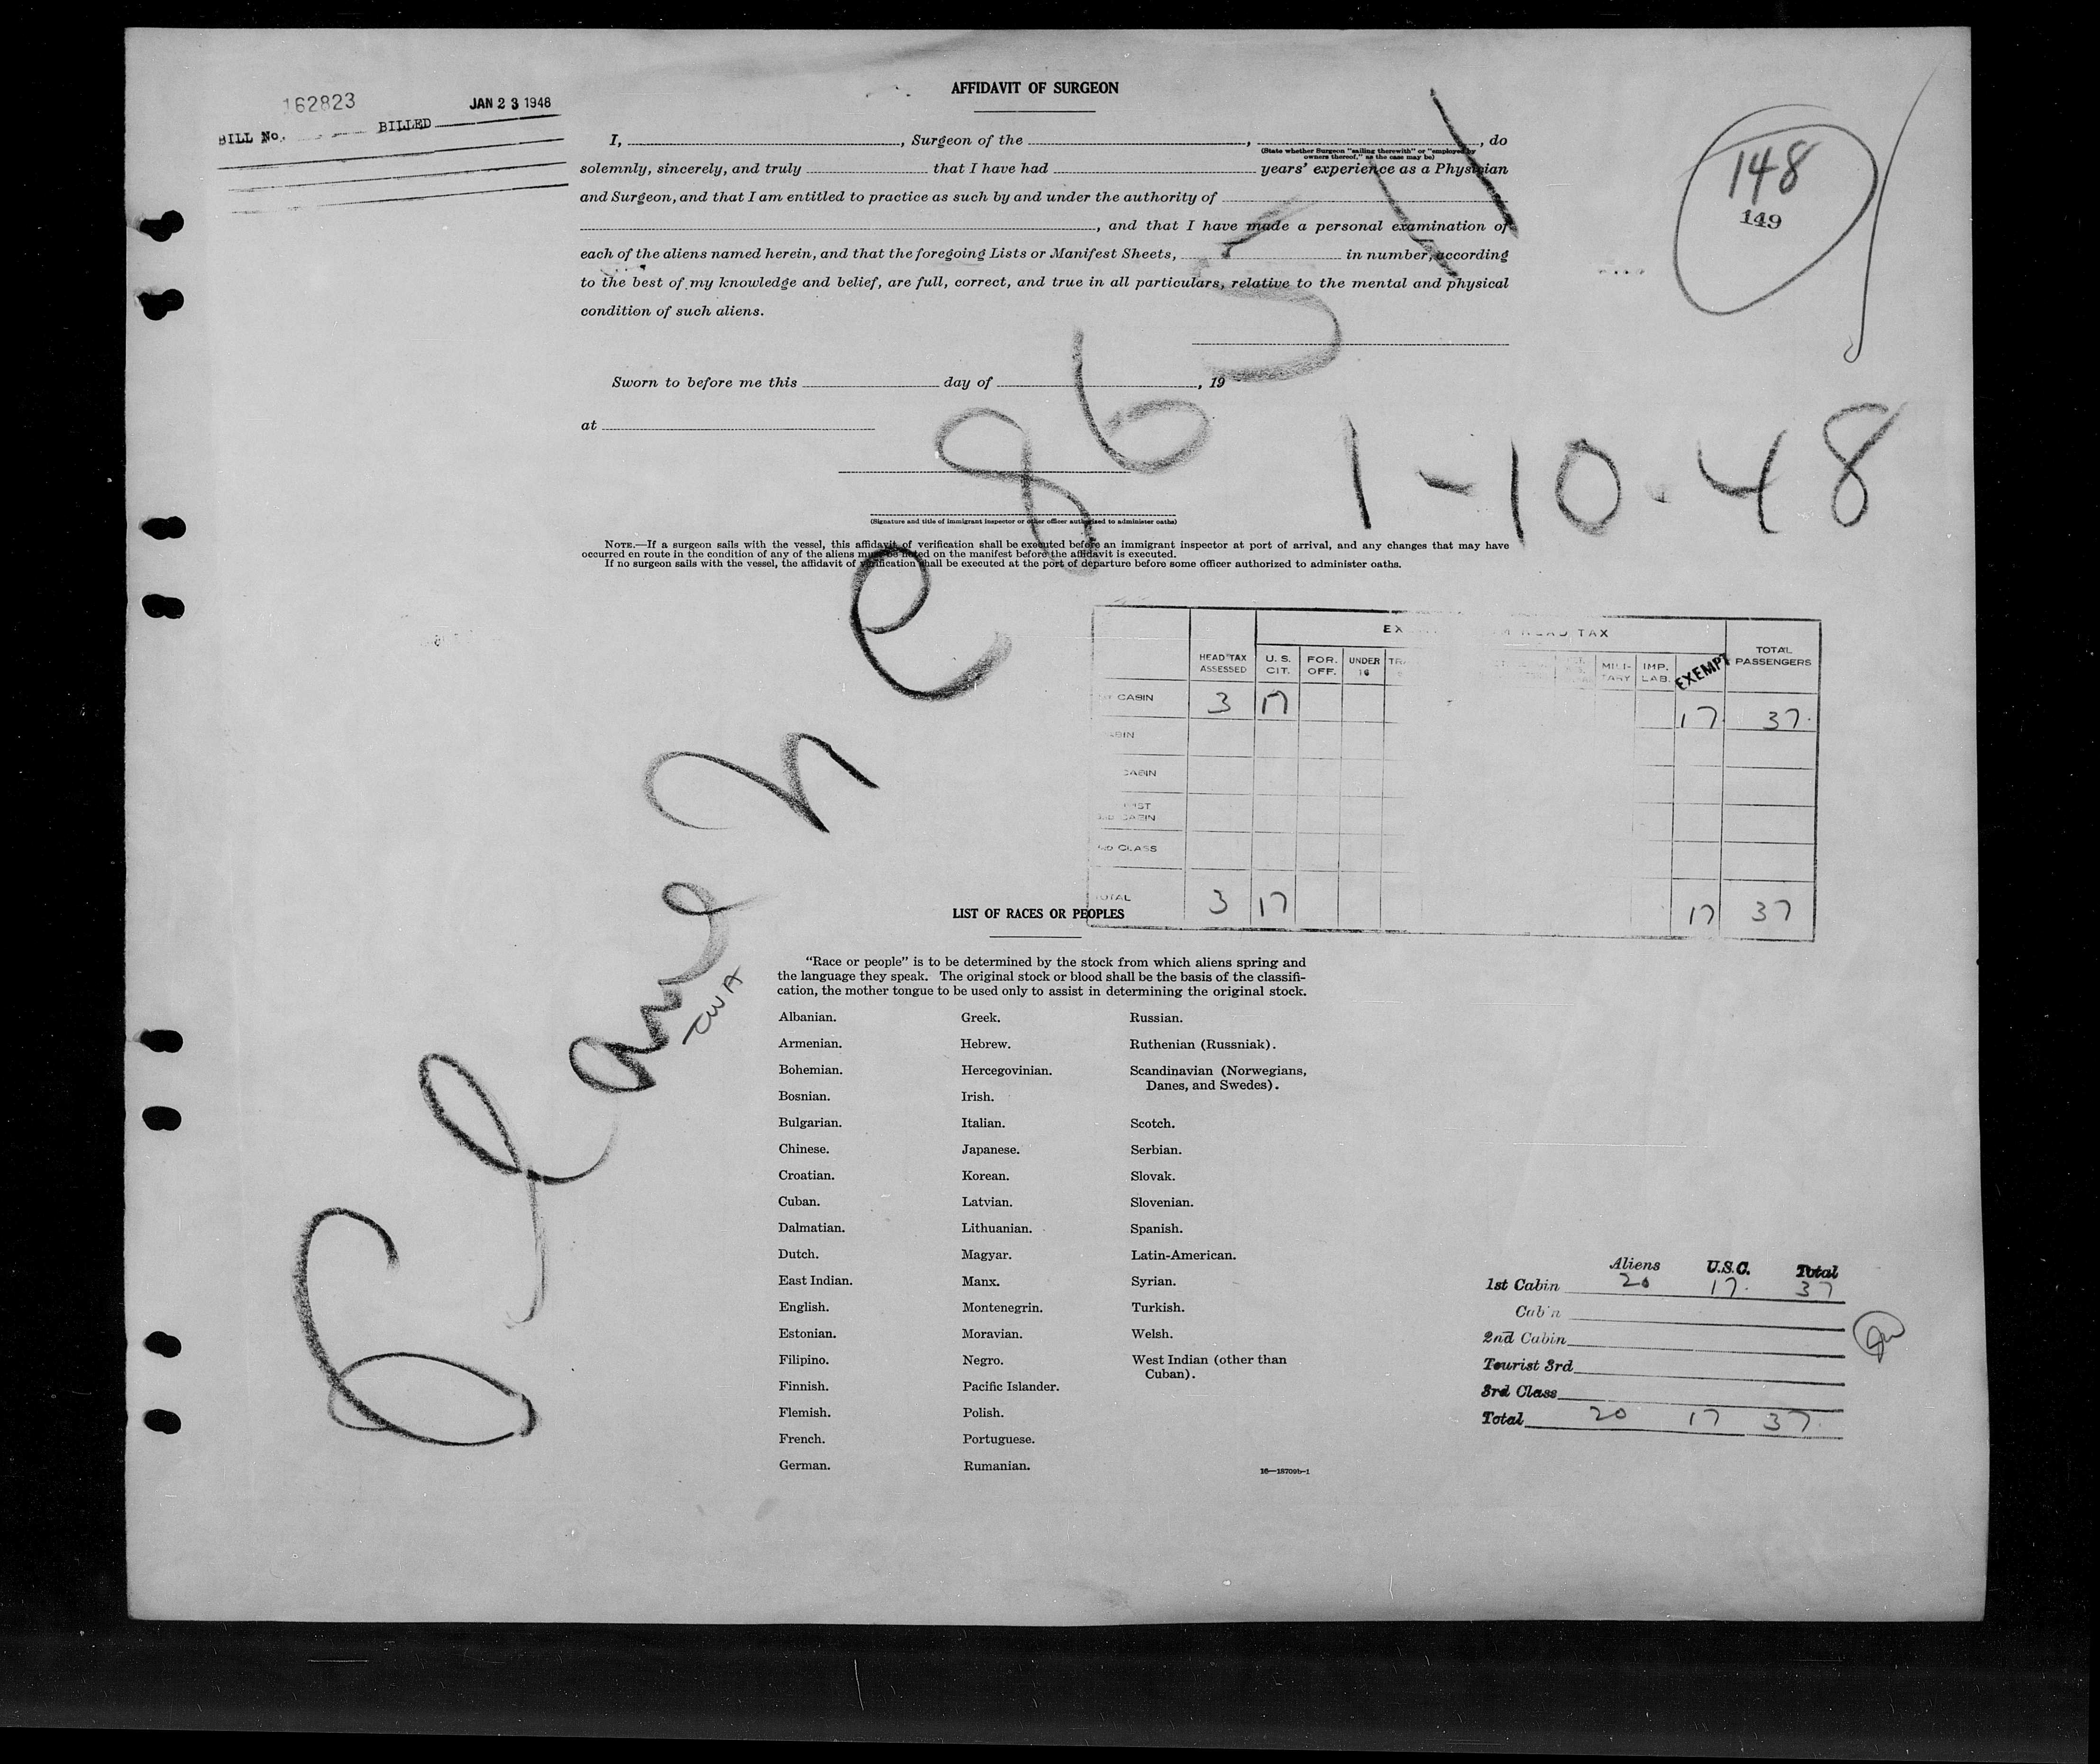 162823
JAN 23 1948
BILL No. BILLED
AFFIDAVIT OF SURGEON
I, , Surgeon of the , , do
(State whether Surgeon "sailing therewith" or "employed by
owners thereof," as the case may be)
solemnly, sincerely, and truly that I have had years' experience as a Physician
and Surgeon, and that I am entitled to practice as such by and under the authority of
, and that I have made a personal examination of
each of the aliens named herein, and that the foregoing Lists or Manifest Sheets, in number, according
to the best of my knowledge and belief, are full, correct, and true in all particulars, relative to the mental and physical
condition of such aliens.
148
149
Sworn to before me this day of , 19
at
1-10-48
(Signature and title of immigrant inspector or other officer authorized to administer oaths)
NOTE.—If a surgeon sails with the vessel, this affidavit of verification shall be executed before an immigrant inspector at port of arrival, and any changes that may have
occurred en route in the condition of any of the aliens must be noted on the manifest before the affidavit is executed.
If no surgeon sails with the vessel, the affidavit of verification shall be executed at the port of departure before some officer authorized to administer oaths.
Plane
TWA
TAX
HEAD TAX ASSESSED
U. S. CIT.
FOR. OFF.
UNDER 16
MILI-TARY
IMP. LAB.
EXEMPT
TOTAL PASSENGERS
CABIN 3 17 17 37
CABIN
CLASS
TOTAL 3 17 17 37
LIST OF RACES OR PEOPLES
"Race or people" is to be determined by the stock from which aliens spring and
the language they speak. The original stock or blood shall be the basis of the classifi-
cation, the mother tongue to be used only to assist in determining the original stock.
Albanian. Greek. Russian.
Armenian. Hebrew. Ruthenian (Russniak).
Bohemian. Hercegovinian. Scandinavian (Norwegians,
Danes, and Swedes).
Bosnian. Irish.
Bulgarian. Italian. Scotch.
Chinese. Japanese. Serbian.
Croatian. Korean. Slovak.
Cuban. Latvian. Slovenian.
Dalmatian. Lithuanian. Spanish.
Dutch. Magyar. Latin-American.
East Indian. Manx. Syrian.
English. Montenegrin. Turkish.
Estonian. Moravian. Welsh.
Filipino. Negro. West Indian (other than
Cuban).
Finnish. Pacific Islander.
Flemish. Polish.
French. Portuguese.
German. Rumanian.
16—18709b-1
Aliens U.S.C. Total
1st Cabin 20 17 37
Cabin
2nd Cabin
Tourist 3rd
3rd Class
Total 20 17 37